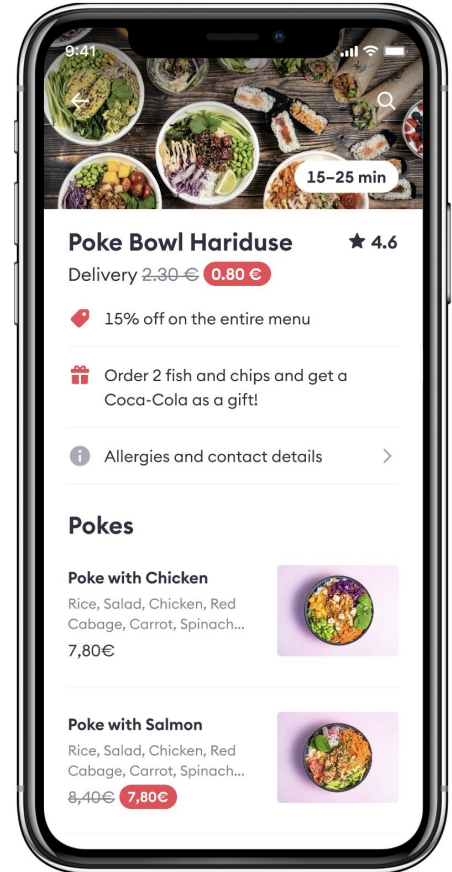 9:41
15–25 min
Poke Bowl Hariduse ★ 4.6
Delivery 2.30 € 0.80 €
15% off on the entire menu
Order 2 fish and chips and get a
Coca-Cola as a gift!
Allergies and contact details
Pokes
Poke with Chicken
Rice, Salad, Chicken, Red
Cabage, Carrot, Spinach...
7,80€
Poke with Salmon
Rice, Salad, Chicken, Red
Cabage, Carrot, Spinach...
8,40€ 7,80€